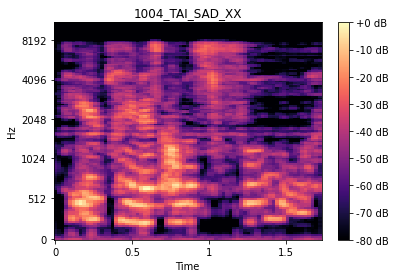 1004_TAI_SAD_XX
8192
4096
2048
1024
512
0
Hz
0
0.5
1
1.5
Time
+0 dB
-10 dB
-20 dB
-30 dB
-40 dB
-50 dB
-60 dB
-70 dB
-80 dB